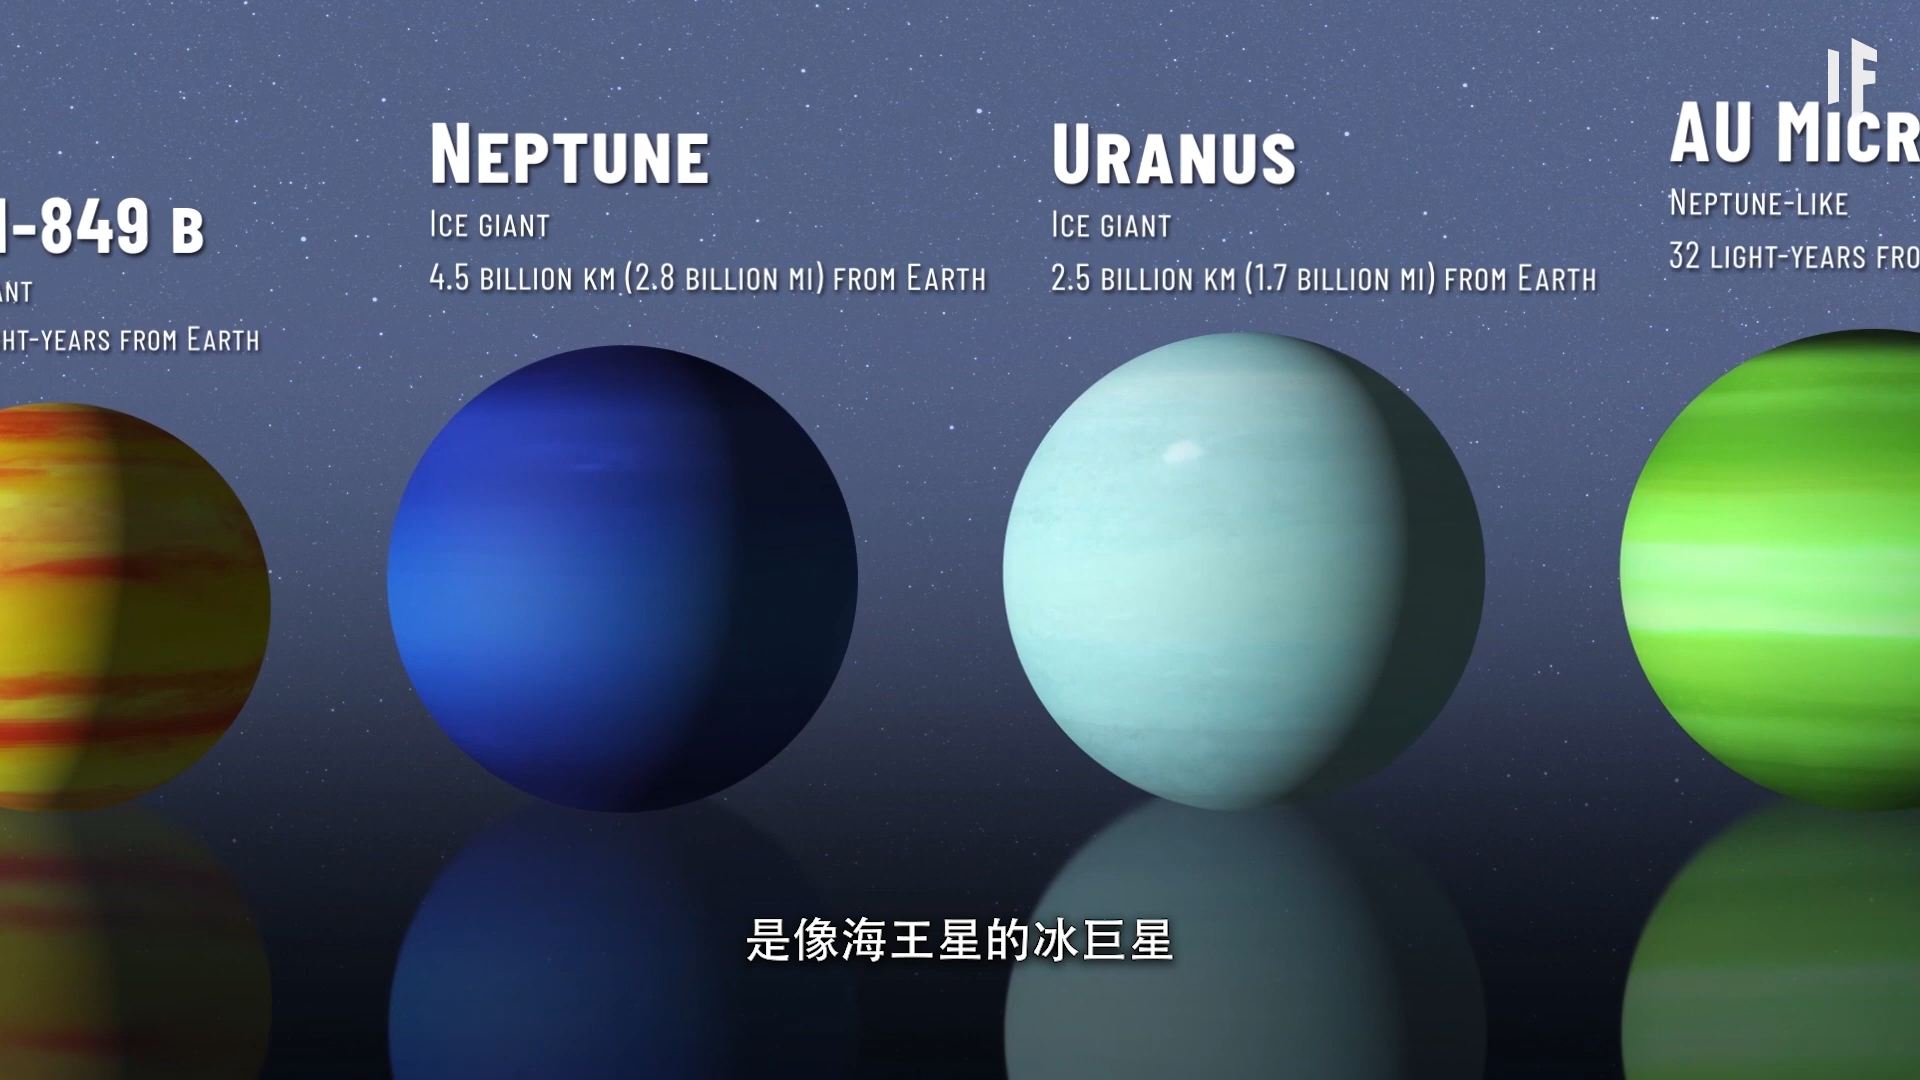 IF
-849 B
ANT
HT-YEARS FROM EARTH
NEPTUNE
ICE GIANT
4.5 BILLION KM (2.8 BILLION MI) FROM EARTH
URANUS
ICE GIANT
2.5 BILLION KM (1.7 BILLION MI) FROM EARTH
AU MICR
NEPTUNE-LIKE
32 LIGHT-YEARS FRO
是像海王星的冰巨星